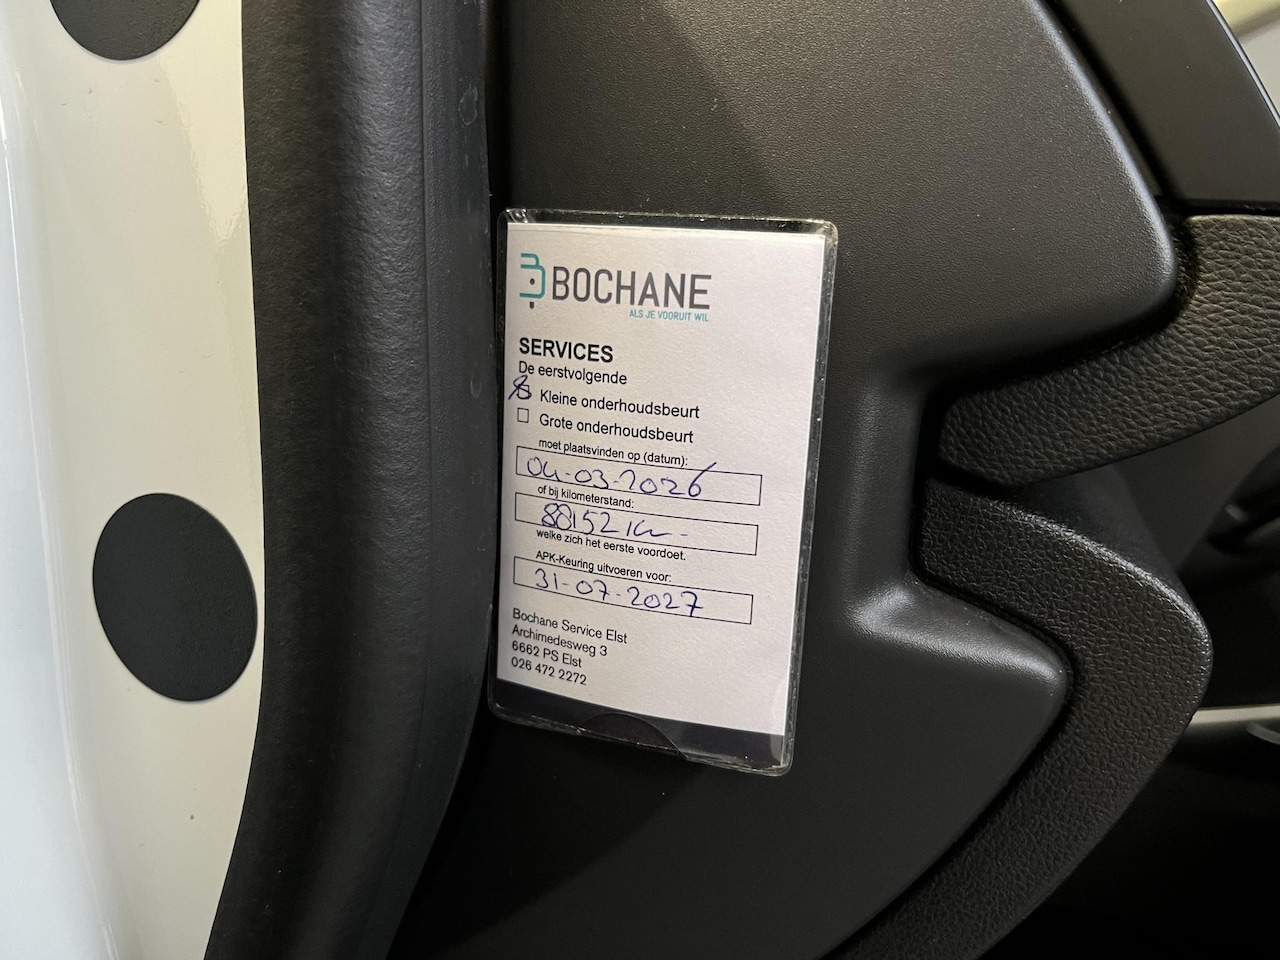 BOCHANE
ALS JE VOORUIT WIL
SERVICES
De eerstvolgende
Kleine onderhoudsbeurt
Grote onderhoudsbeurt
moet plaatsvinden op (datum):
04-03-2026
of bij kilometerstand:
88152 km-
welke zich het eerste voordoet.
APK-Keuring uitvoeren voor:
31-07-2027
Bochane Service Elst
Archimedesweg 3
6662 PS Elst
026 472 2272